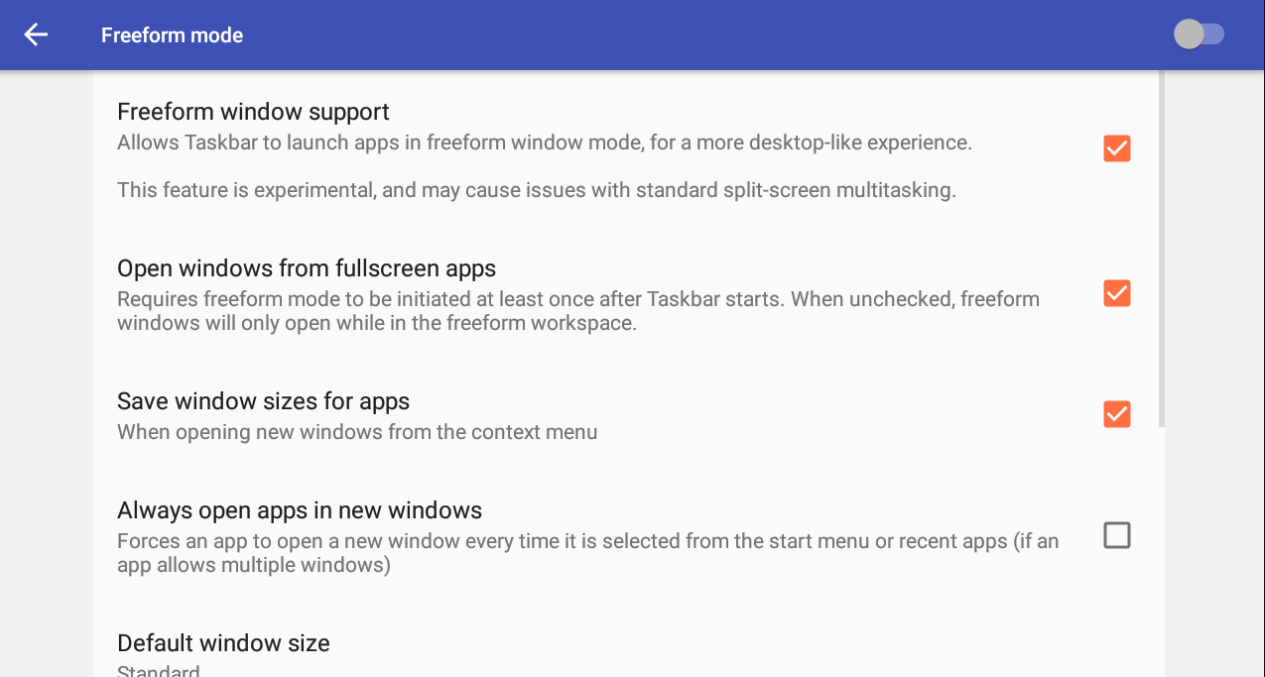 Freeform mode
Freeform window support
Allows Taskbar to launch apps in freeform window mode, for a more desktop-like experience.
This feature is experimental, and may cause issues with standard split-screen multitasking.
Open windows from fullscreen apps
Requires freeform mode to be initiated at least once after Taskbar starts. When unchecked, freeform
windows will only open while in the freeform workspace.
Save window sizes for apps
When opening new windows from the context menu
Always open apps in new windows
Forces an app to open a new window every time it is selected from the start menu or recent apps (if an
app allows multiple windows)
Default window size
Standard